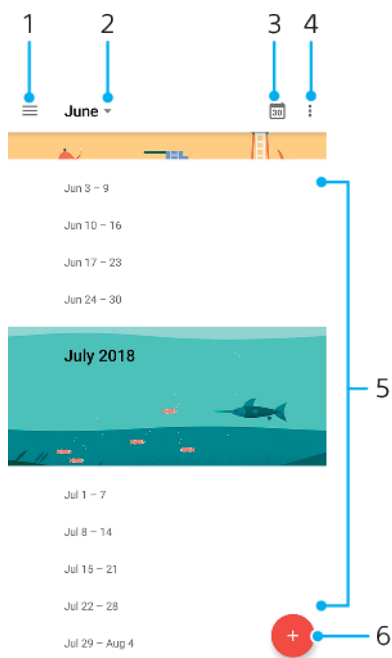 1 2 3 4
June 30
Jun 3 – 9
Jun 10 – 16
Jun 17 – 23
Jun 24 – 30
July 2018
5
Jul 1 – 7
Jul 8 – 14
Jul 15 – 21
Jul 22 – 28
+ 6
Jul 29 – Aug 4